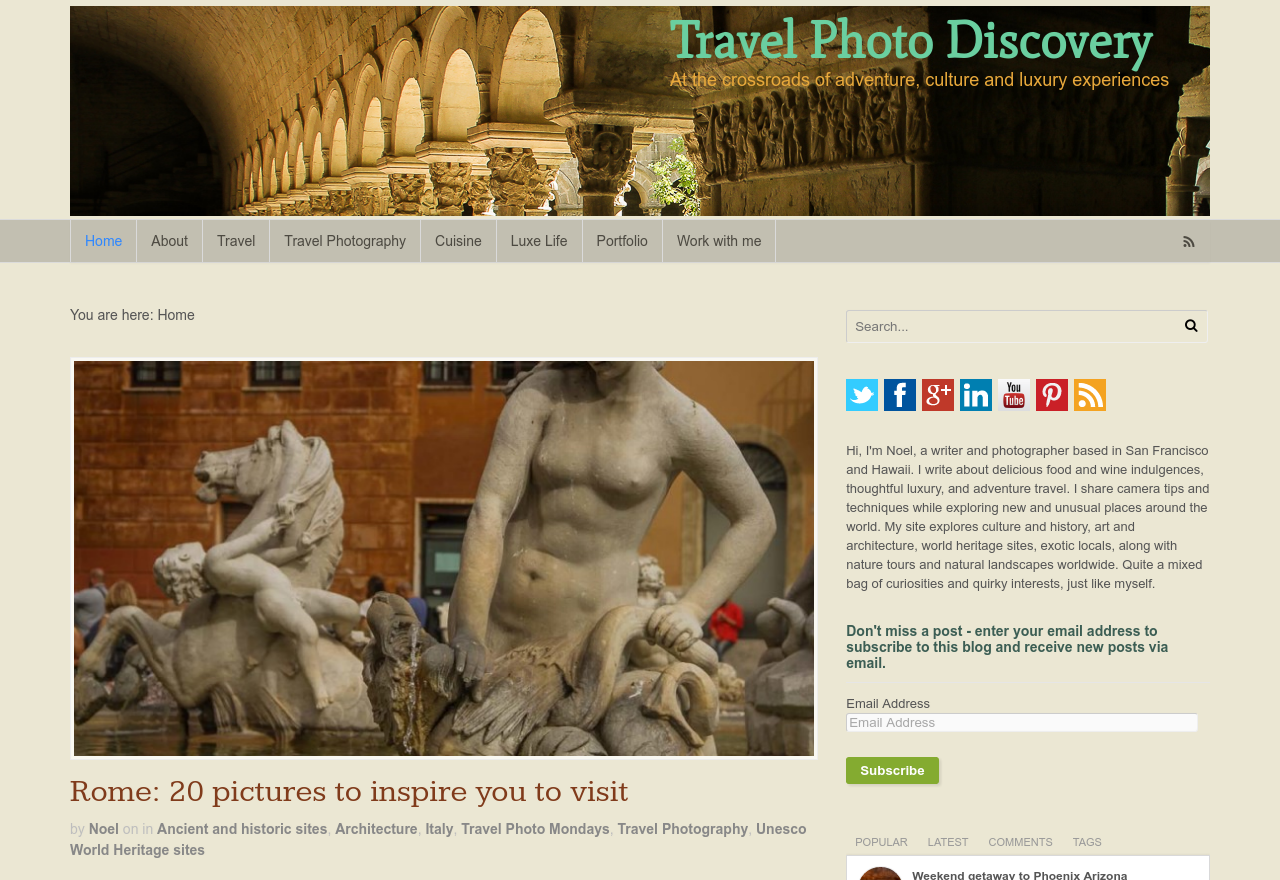 Travel Photo Discovery
At the crossroads of adventure, culture and luxury experiences
Home
About
Travel
Travel Photography
Cuisine
Luxe Life
Portfolio
Work with me
You are here: Home
Search...
You
Tube
Hi, I'm Noel, a writer and photographer based in San Francisco
and Hawaii. I write about delicious food and wine indulgences,
thoughtful luxury, and adventure travel. I share camera tips and
techniques while exploring new and unusual places around the
world. My site explores culture and history, art and
architecture, world heritage sites, exotic locals, along with
nature tours and natural landscapes worldwide. Quite a mixed
bag of curiosities and quirky interests, just like myself.
Don't miss a post - enter your email address to
subscribe to this blog and receive new posts via
email.
Email Address
Email Address
Subscribe
Rome: 20 pictures to inspire you to visit
by Noel on in Ancient and historic sites, Architecture, Italy, Travel Photo Mondays, Travel Photography, Unesco
World Heritage sites
POPULAR
LATEST
COMMENTS
TAGS
Weekend getaway to Phoenix Arizona